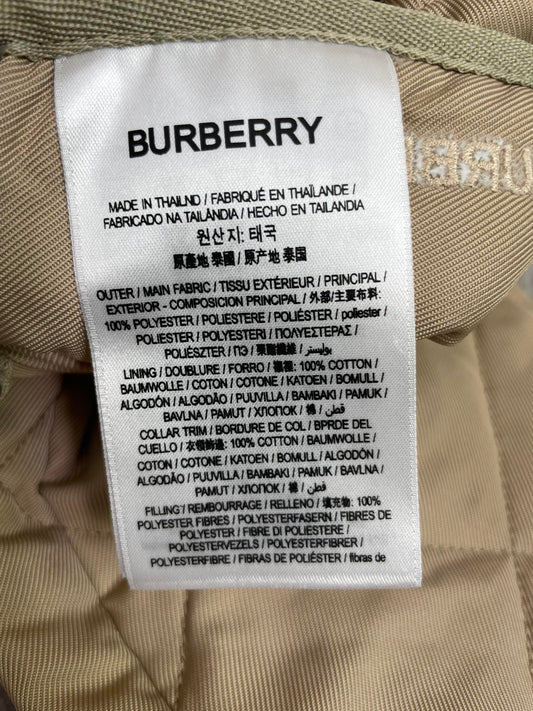 BURBERRY
MADE IN THAILND / FABRIQUÉ EN THAÏLANDE /
FABRICADO NA TAILÂNDIA / HECHO EN TAILANDIA
원산지: 태국
原產地 泰國 / 原产地 泰国
OUTER / MAIN FABRIC / TISSU EXTÉRIEUR / PRINCIPAL /
EXTERIOR - COMPOSICION PRINCIPAL / 外部/主要布料:
100% POLYESTER / POLIESTERE / POLIÉSTER / poliester /
POLIESTER / POLYESTERI / ΠΟΛΥΕΣΤΕΡΑΣ /
POLIÉSZTER / ПЭ / 聚酯纖維 / بوليستر /
LINING / DOUBLURE / FORRO / 裡裡: 100% COTTON /
BAUMWOLLE / COTON / COTONE / KATOEN / BOMULL /
ALGODÓN / ALGODÃO / PUUVILLA / BAMBAKI / PAMUK /
BAVLNA / PAMUT / ХЛОПОК / 棉 / قطن /
COLLAR TRIM / BORDURE DE COL / BPRDE DEL
CUELLO / 衣領飾邊: 100% COTTON / BAUMWOLLE /
COTON / COTONE / KATOEN / BOMULL / ALGODÓN /
ALGODÃO / PUUVILLA / BAMBAKI / PAMUK / BAVLNA /
PAMUT / ХЛОПОК / 棉 / قطن /
FILLING / REMBOURRAGE / RELLENO / 填充物: 100%
POLYESTER FIBRES / POLYESTERFASERN / FIBRES DE
POLYESTER / FIBRE DI POLIESTERE /
POLYESTERVEZELS / POLYESTERFIBRER /
POLYESTERFIBRE / FIBRAS DE POLIÉSTER / fibras de